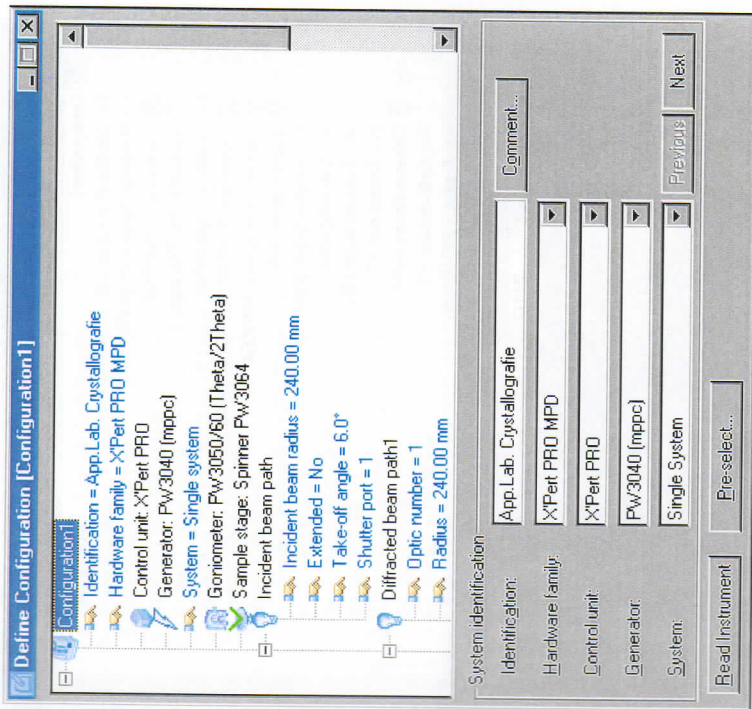 Define Configuration [Configuration1]
Configuration1
Identification = App.Lab. Crystallografie
Hardware family = X'Pert PRO MPD
Control unit: X'Pert PRO
Generator: PW3040 (mppc)
System = Single system
Goniometer: PW3050/60 (Theta/2Theta)
Sample stage: Spinner PW3064
Incident beam path
Incident beam radius = 240.00 mm
Extended = No
Take-off angle = 6.0°
Shutter port = 1
Diffracted beam path1
Optic number = 1
Radius = 240.00 mm
System identification
Identification: App.Lab. Crystallografie Comment...
Hardware family: X'Pert PRO MPD
Control unit: X'Pert PRO
Generator: PW3040 (mppc)
System: Single System Previous Next
Read Instrument Pre-select...